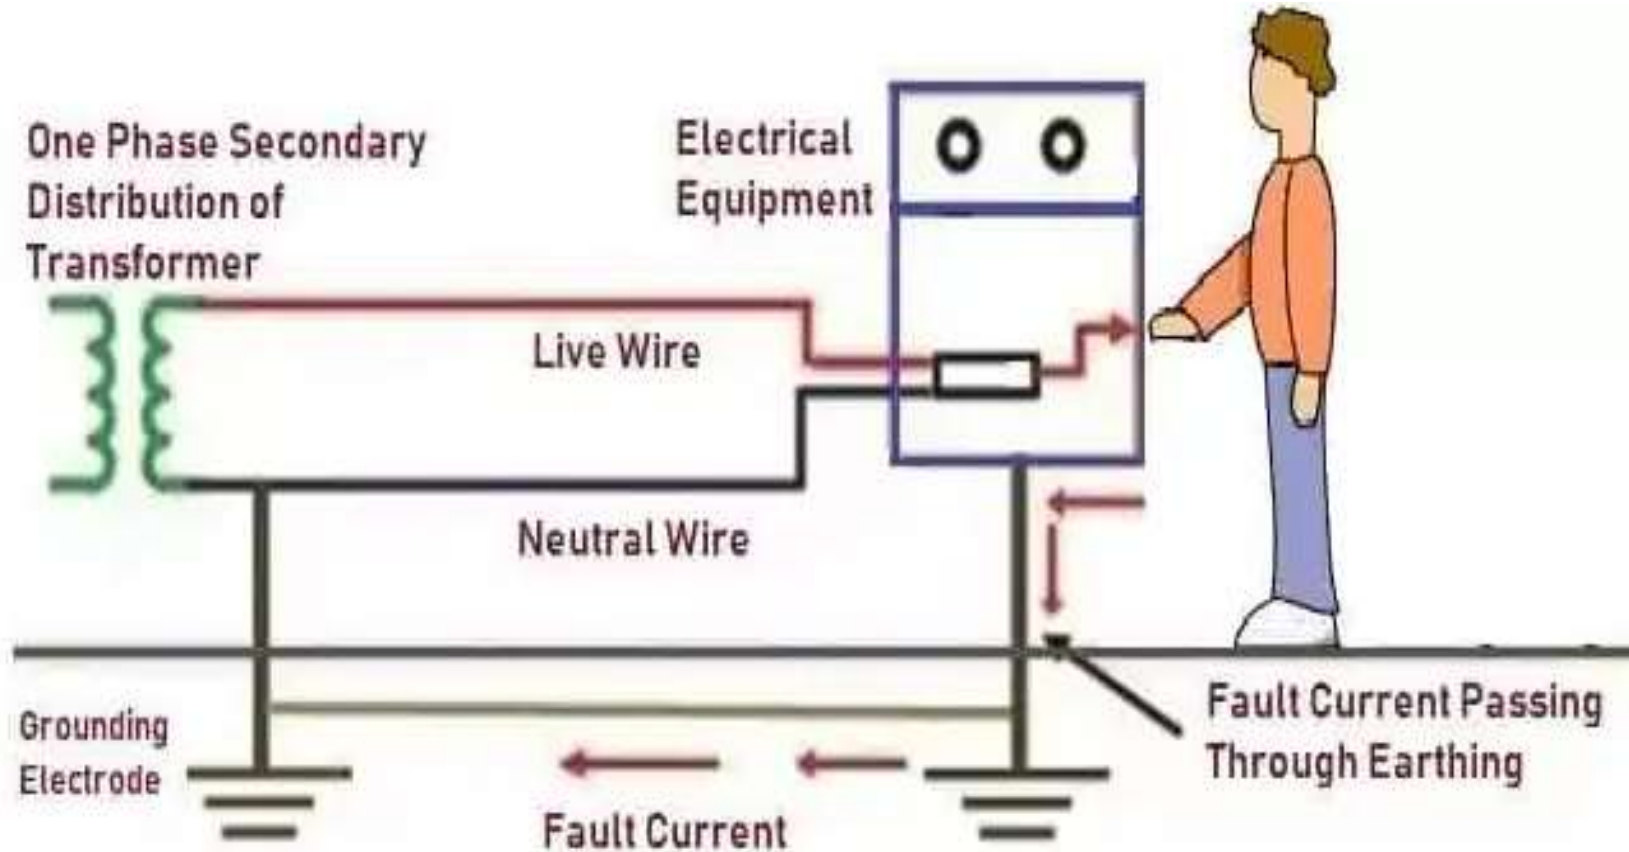 One Phase Secondary
Distribution of
Transformer
Electrical
Equipment
Live Wire
Neutral Wire
Grounding
Electrode
Fault Current
Fault Current Passing
Through Earthing